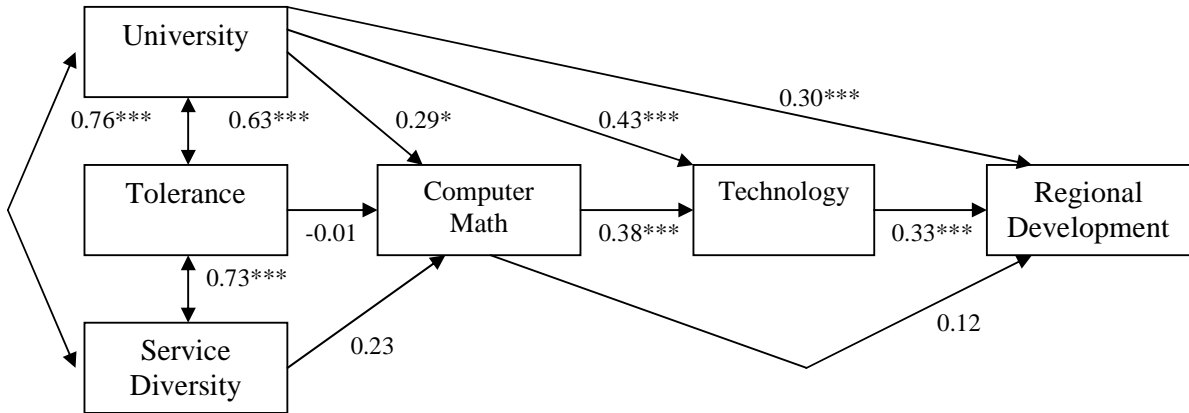 University
0.30***
0.76***
0.63***
0.29*
0.43***
Tolerance
Computer
Math
Technology
Regional
Development
-0.01
0.38***
0.33***
0.73***
Service
Diversity
0.23
0.12